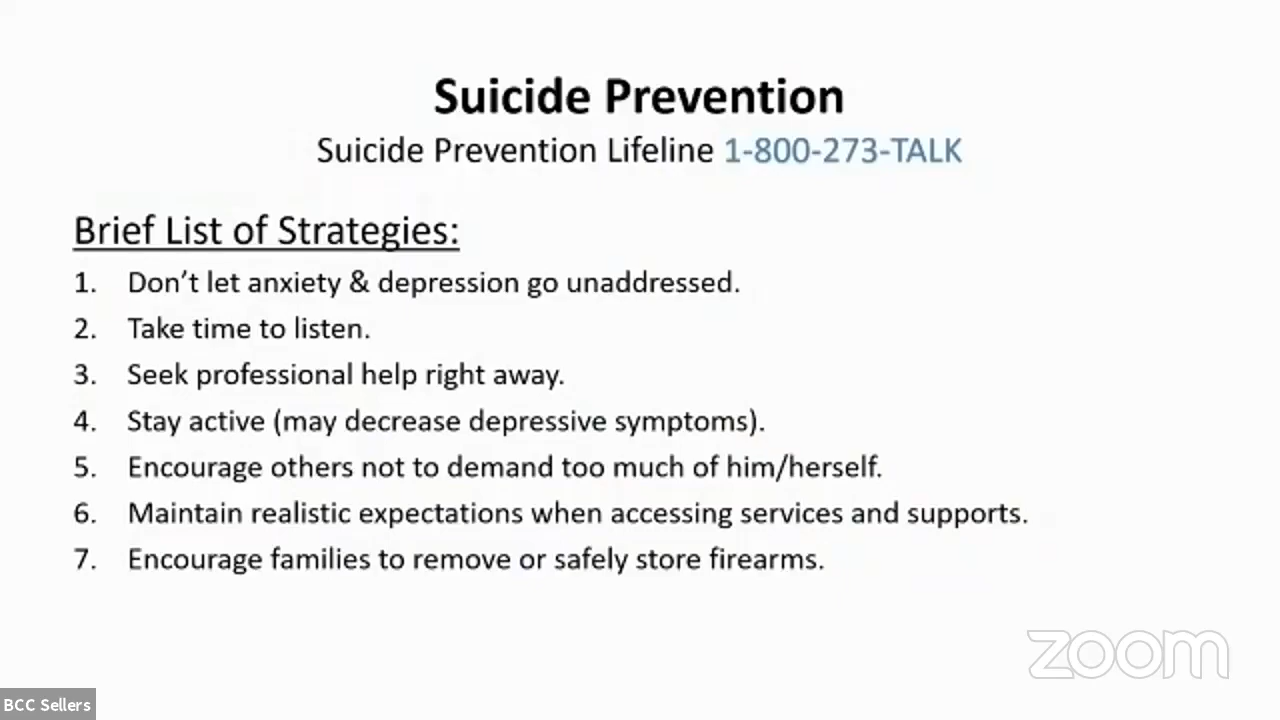 Suicide Prevention
Suicide Prevention Lifeline 1-800-273-TALK
Brief List of Strategies:
1. Don’t let anxiety & depression go unaddressed.
2. Take time to listen.
3. Seek professional help right away.
4. Stay active (may decrease depressive symptoms).
5. Encourage others not to demand too much of him/herself.
6. Maintain realistic expectations when accessing services and supports.
7. Encourage families to remove or safely store firearms.
zoom
BCC Sellers